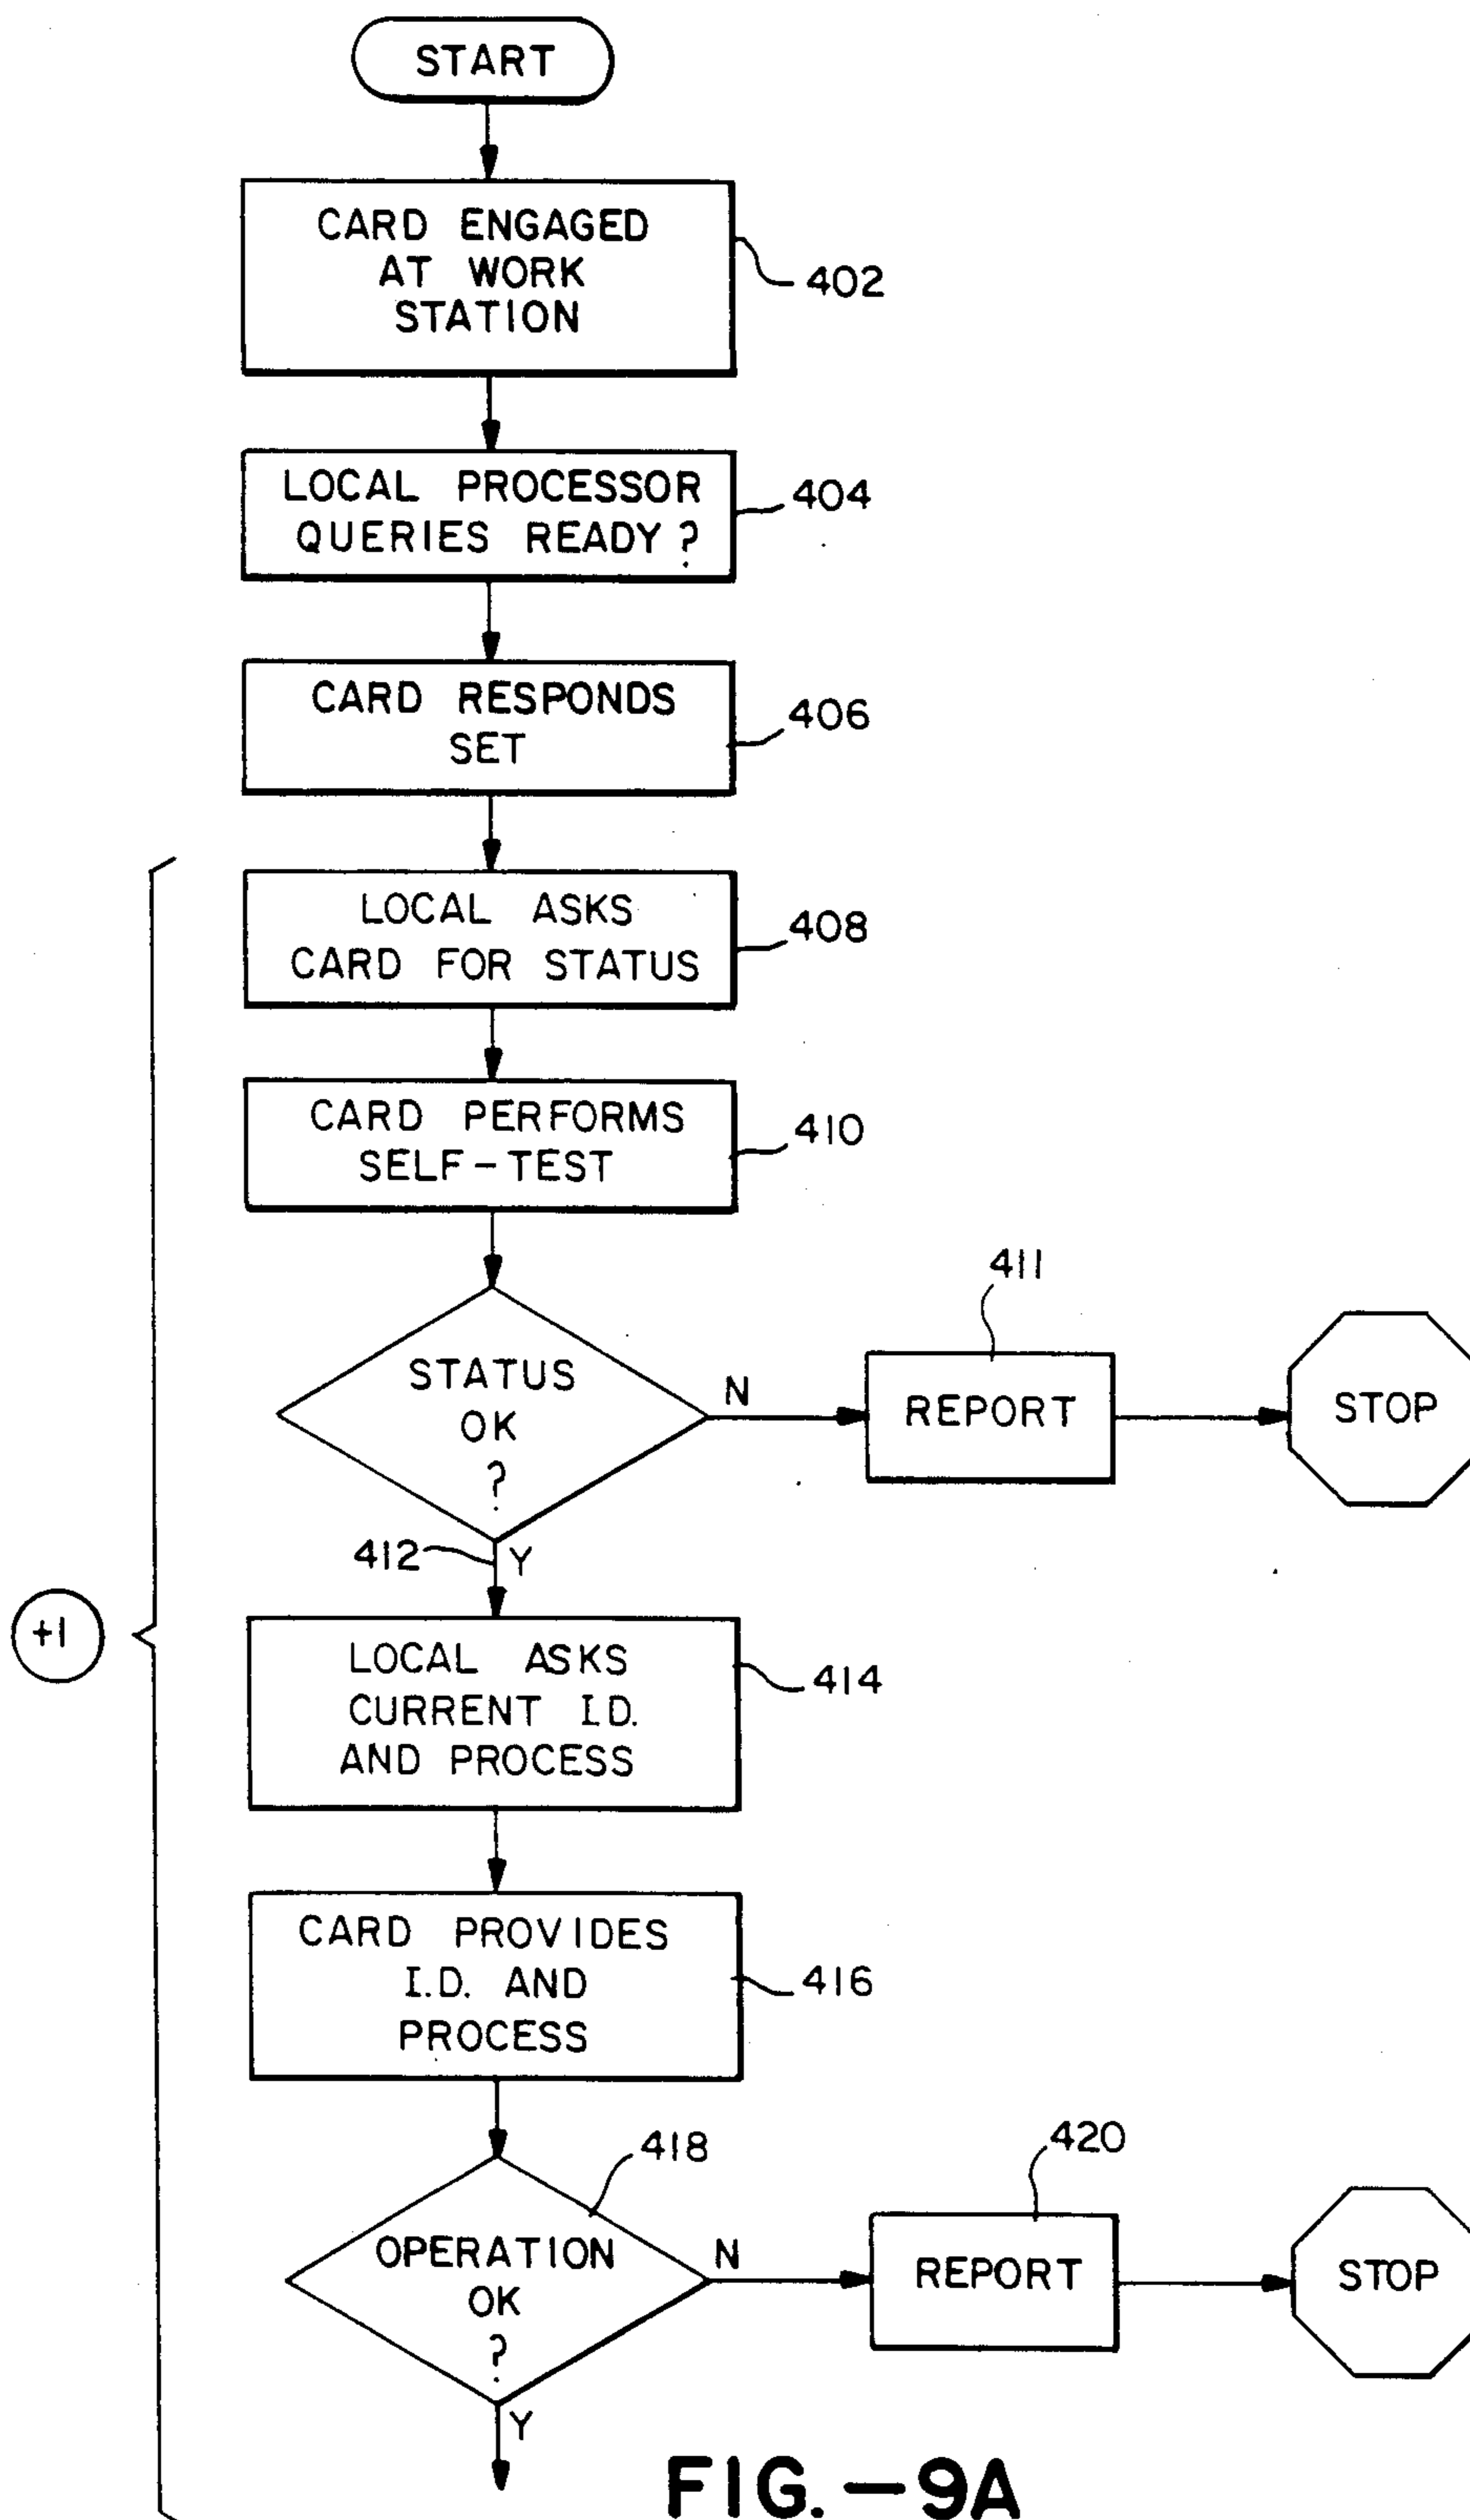 START
CARD ENGAGED
AT WORK
STATION
402
LOCAL PROCESSOR
QUERIES READY?
404
CARD RESPONDS
SET
406
LOCAL ASKS
CARD FOR STATUS
408
CARD PERFORMS
SELF-TEST
410
STATUS
OK
?
N
411
REPORT
STOP
412
Y
+1
LOCAL ASKS
CURRENT I.D.
AND PROCESS
414
CARD PROVIDES
I.D. AND
PROCESS
416
418
OPERATION
OK
?
N
420
REPORT
STOP
Y
FIG.-9A